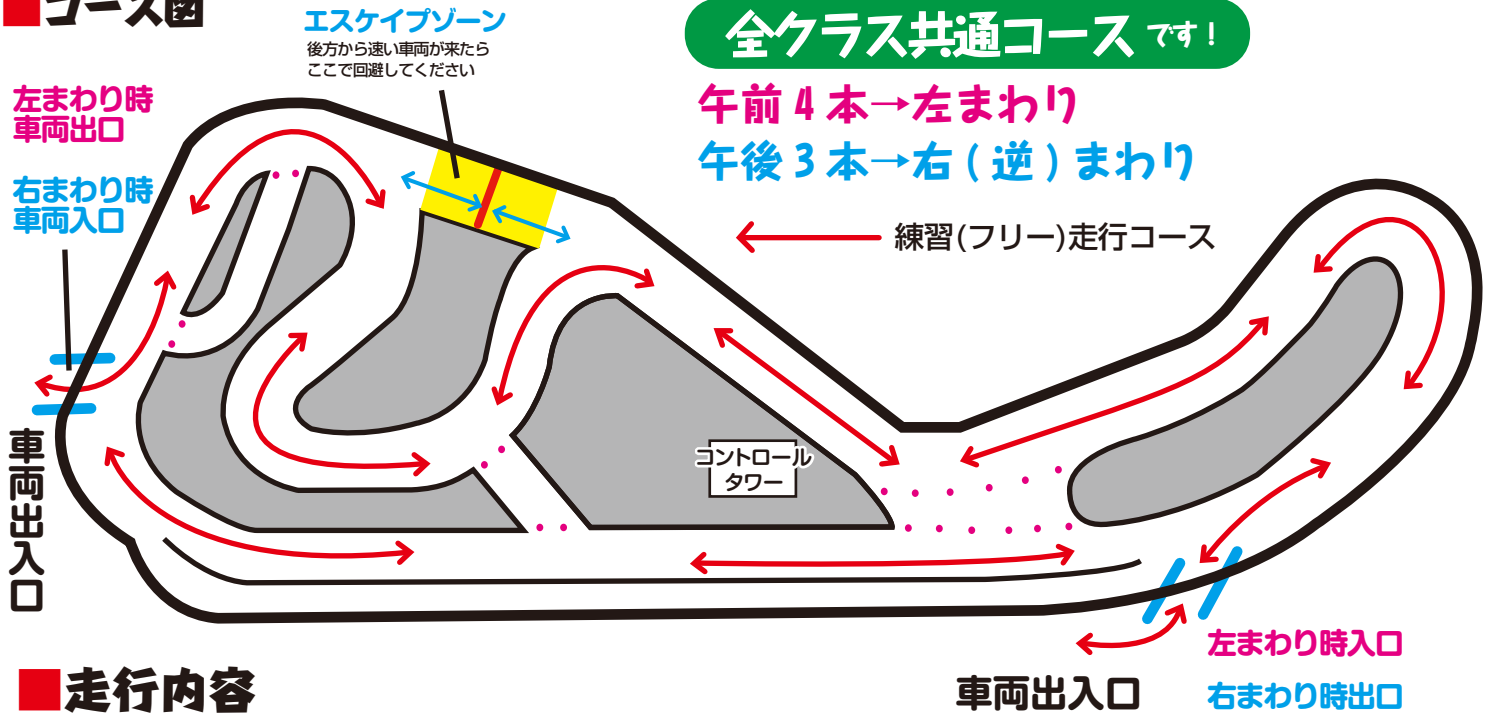 ■コース図
エスケイプゾーン
後方から速い車両が来たら
ここで回避してください
全クラス共通コースです！
午前4本→左まわり
午後3本→右(逆)まわり
左まわり時
車両出口
右まわり時
車両入口
練習(フリー)走行コース
コントロール
タワー
車両出入口
左まわり時入口
車両出入口
右まわり時出口
■走行内容